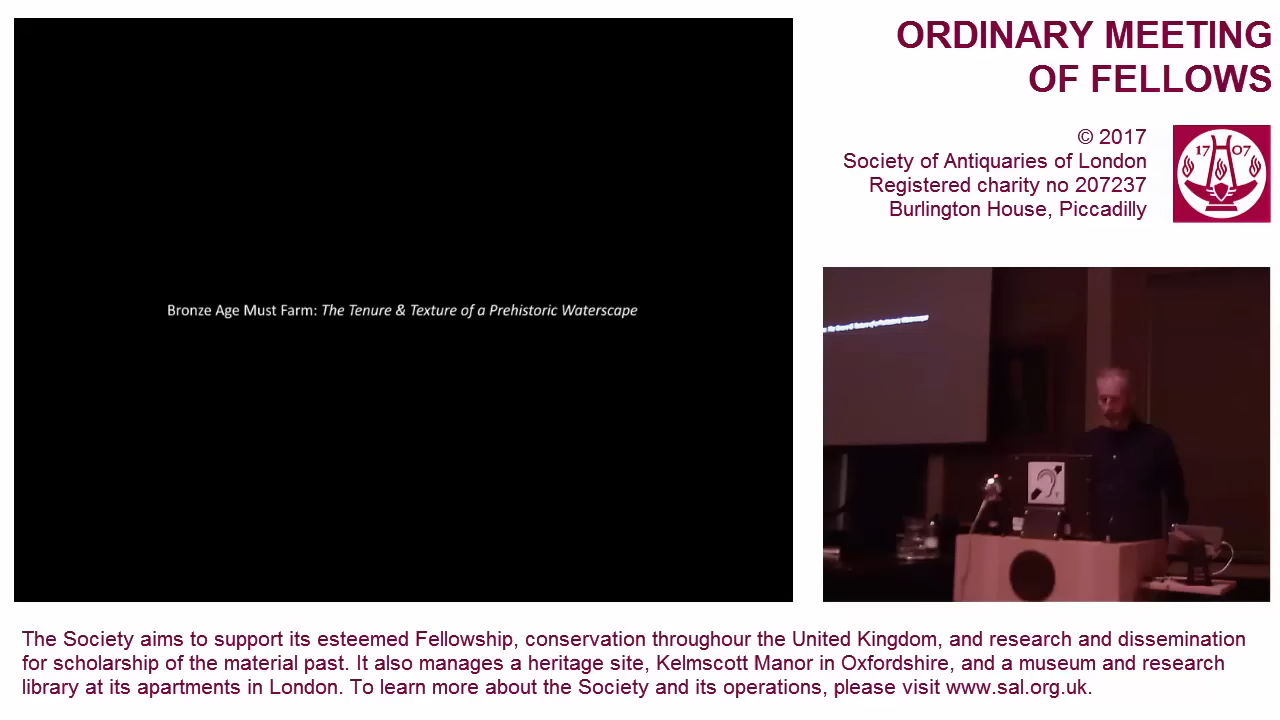 ORDINARY MEETING
OF FELLOWS
© 2017
Society of Antiquaries of London
Registered charity no 207237
Burlington House, Piccadilly
17 07
Bronze Age Must Farm: The Tenure & Texture of a Prehistoric Waterscape
The Society aims to support its esteemed Fellowship, conservation throughour the United Kingdom, and research and dissemination
for scholarship of the material past. It also manages a heritage site, Kelmscott Manor in Oxfordshire, and a museum and research
library at its apartments in London. To learn more about the Society and its operations, please visit www.sal.org.uk.